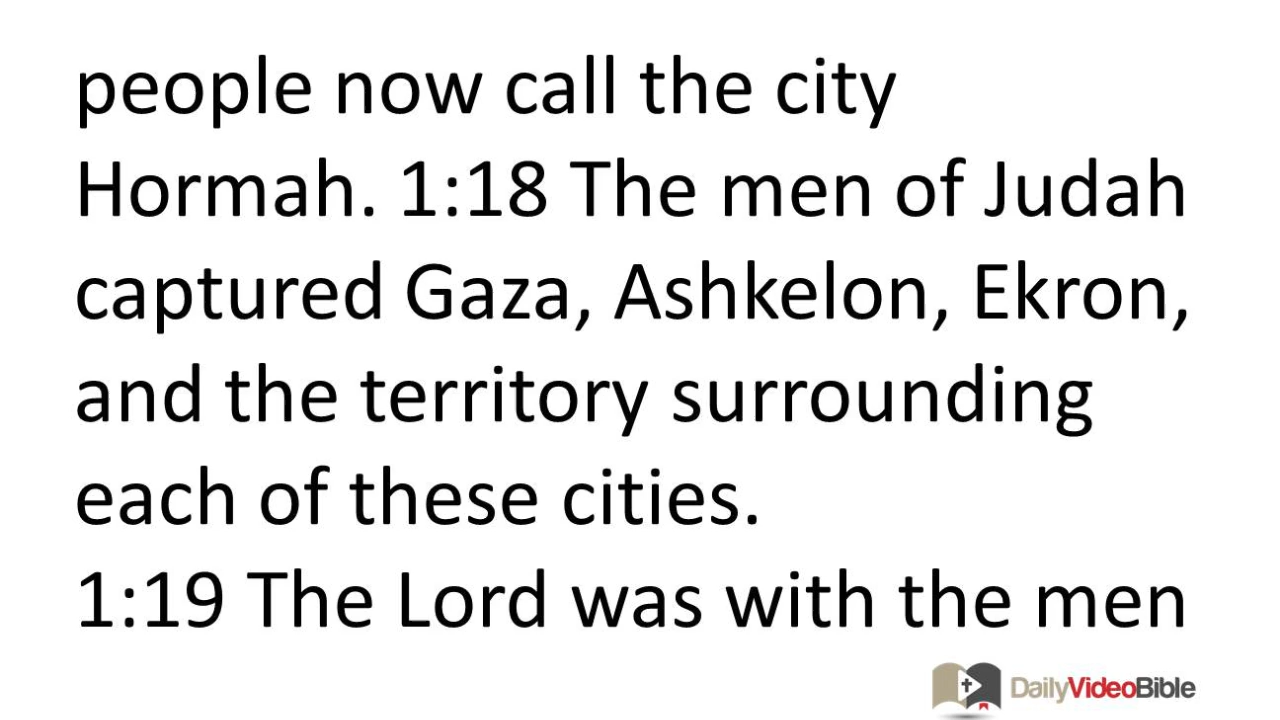 people now call the city
Hormah. 1:18 The men of Judah
captured Gaza, Ashkelon, Ekron,
and the territory surrounding
each of these cities.
1:19 The Lord was with the men
DailyVideoBible